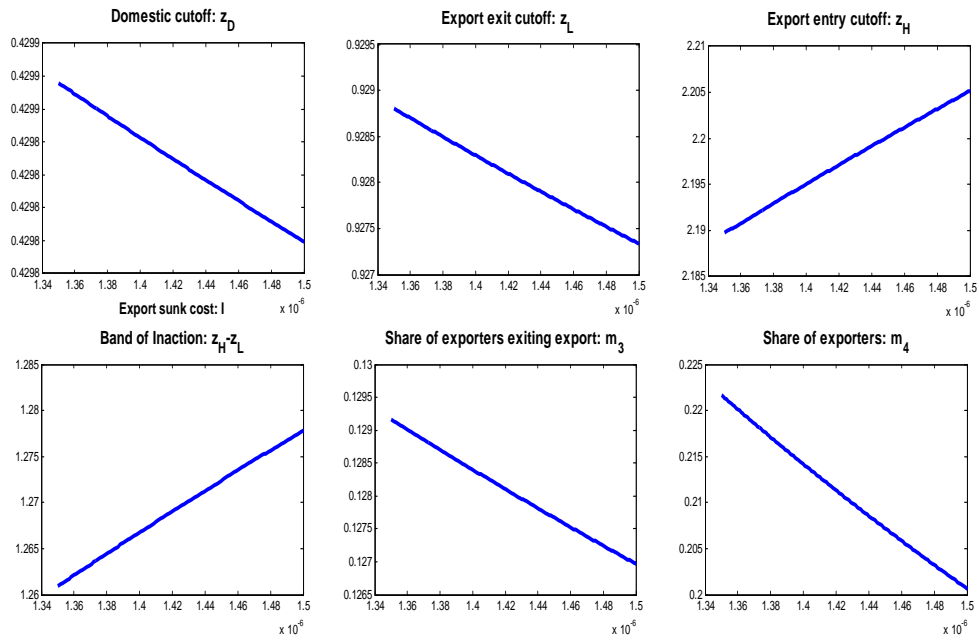 Domestic cutoff: z_D
0.4299
0.4299
0.4299
0.4298
0.4298
0.4298
0.4298
1.34 1.36 1.38 1.4 1.42 1.44 1.46 1.48 1.5
Export sunk cost: I x 10^-6
Export exit cutoff: z_L
0.9295
0.929
0.9285
0.928
0.9275
0.927
1.34 1.36 1.38 1.4 1.42 1.44 1.46 1.48 1.5
x 10^-6
Export entry cutoff: z_H
2.21
2.205
2.2
2.195
2.19
2.185
1.34 1.36 1.38 1.4 1.42 1.44 1.46 1.48 1.5
x 10^-6
Band of Inaction: z_H-z_L
1.285
1.28
1.275
1.27
1.265
1.26
1.34 1.36 1.38 1.4 1.42 1.44 1.46 1.48 1.5
x 10^-6
Share of exporters exiting export: m_3
0.13
0.1295
0.129
0.1285
0.128
0.1275
0.127
0.1265
1.34 1.36 1.38 1.4 1.42 1.44 1.46 1.48 1.5
x 10^-6
Share of exporters: m_4
0.225
0.22
0.215
0.21
0.205
0.2
1.34 1.36 1.38 1.4 1.42 1.44 1.46 1.48 1.5
x 10^-6